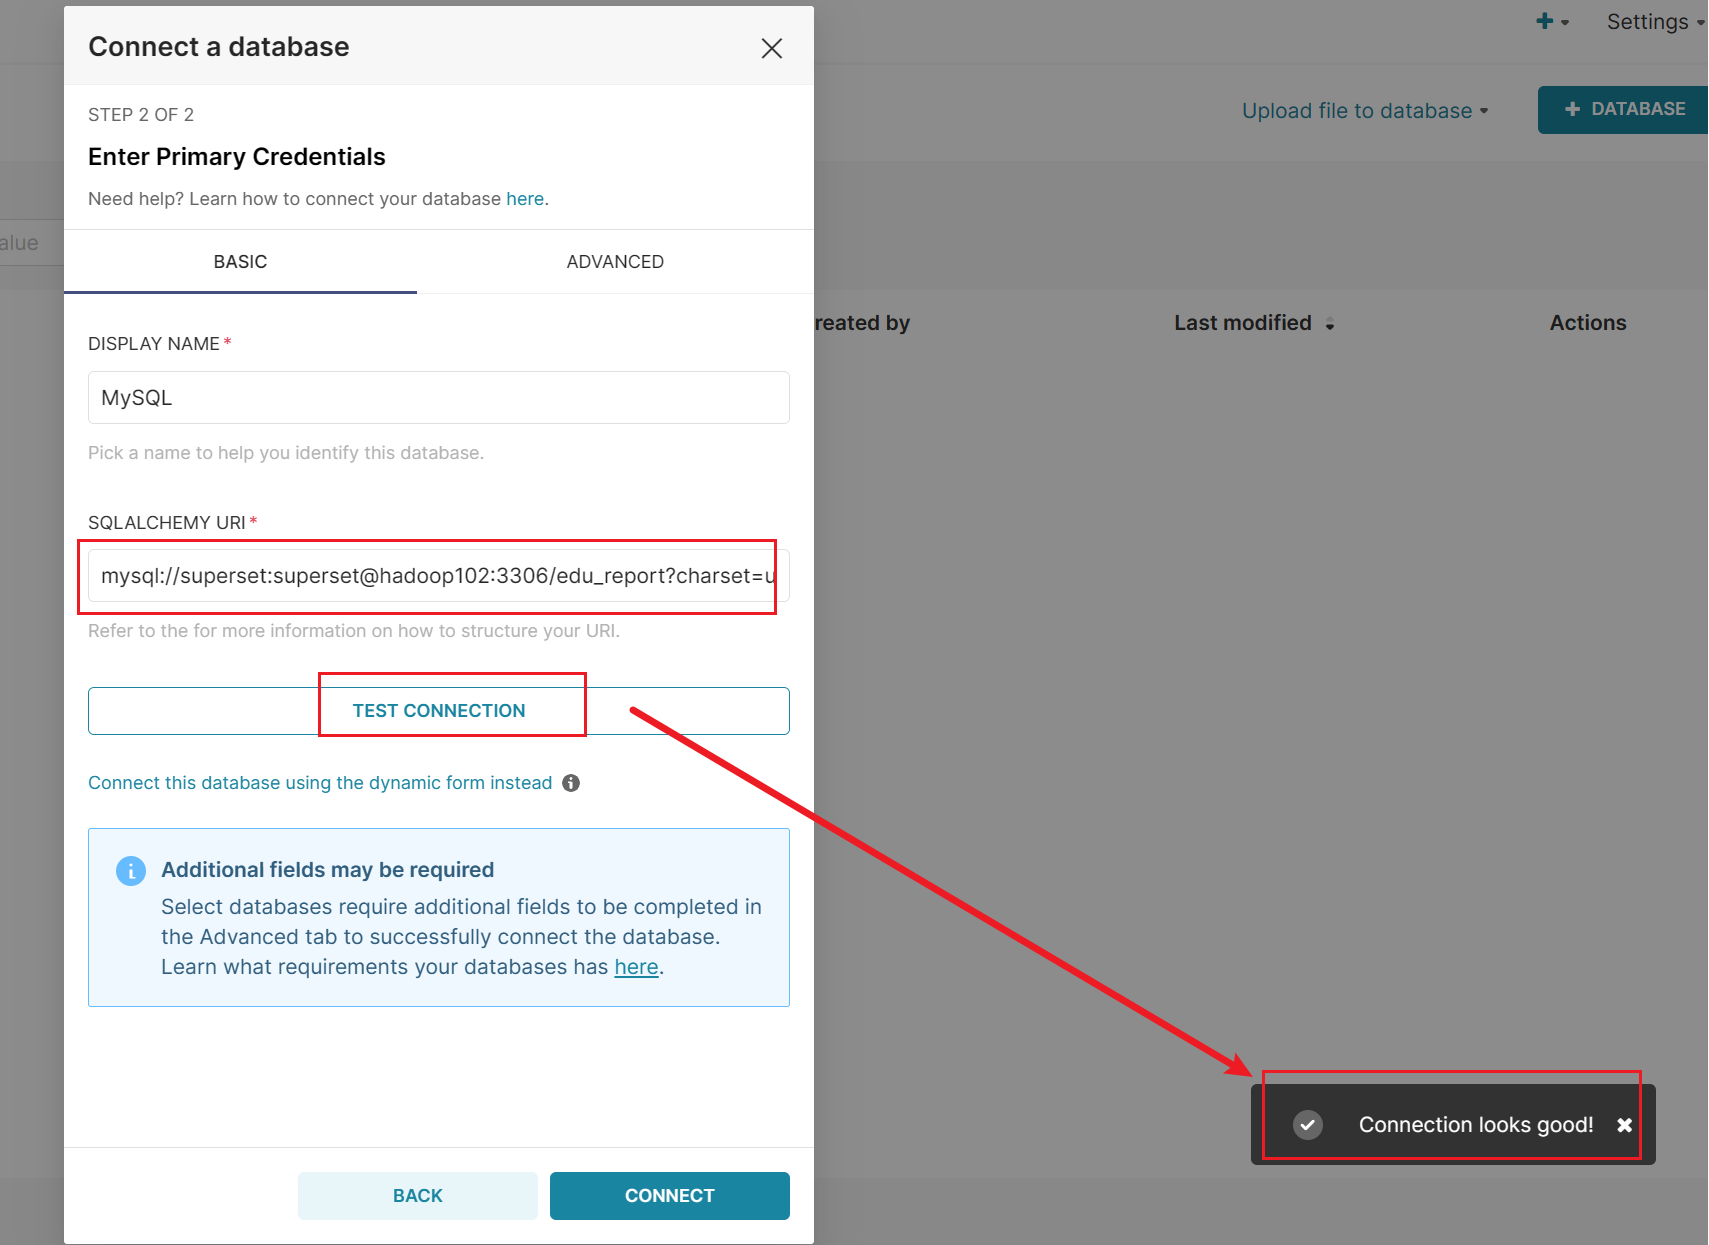 Connect a database
Settings
STEP 2 OF 2
Upload file to database
DATABASE
Enter Primary Credentials
Need help? Learn how to connect your database here.
alue
BASIC
ADVANCED
reated by
Last modified
Actions
DISPLAY NAME*
MySQL
Pick a name to help you identify this database.
SQLALCHEMY URI*
mysql://superset:superset@hadoop102:3306/edu_report?charset=u
Refer to the for more information on how to structure your URI.
TEST CONNECTION
Connect this database using the dynamic form instead
Additional fields may be required
Select databases require additional fields to be completed in
the Advanced tab to successfully connect the database.
Learn what requirements your databases has here.
Connection looks good!
BACK
CONNECT